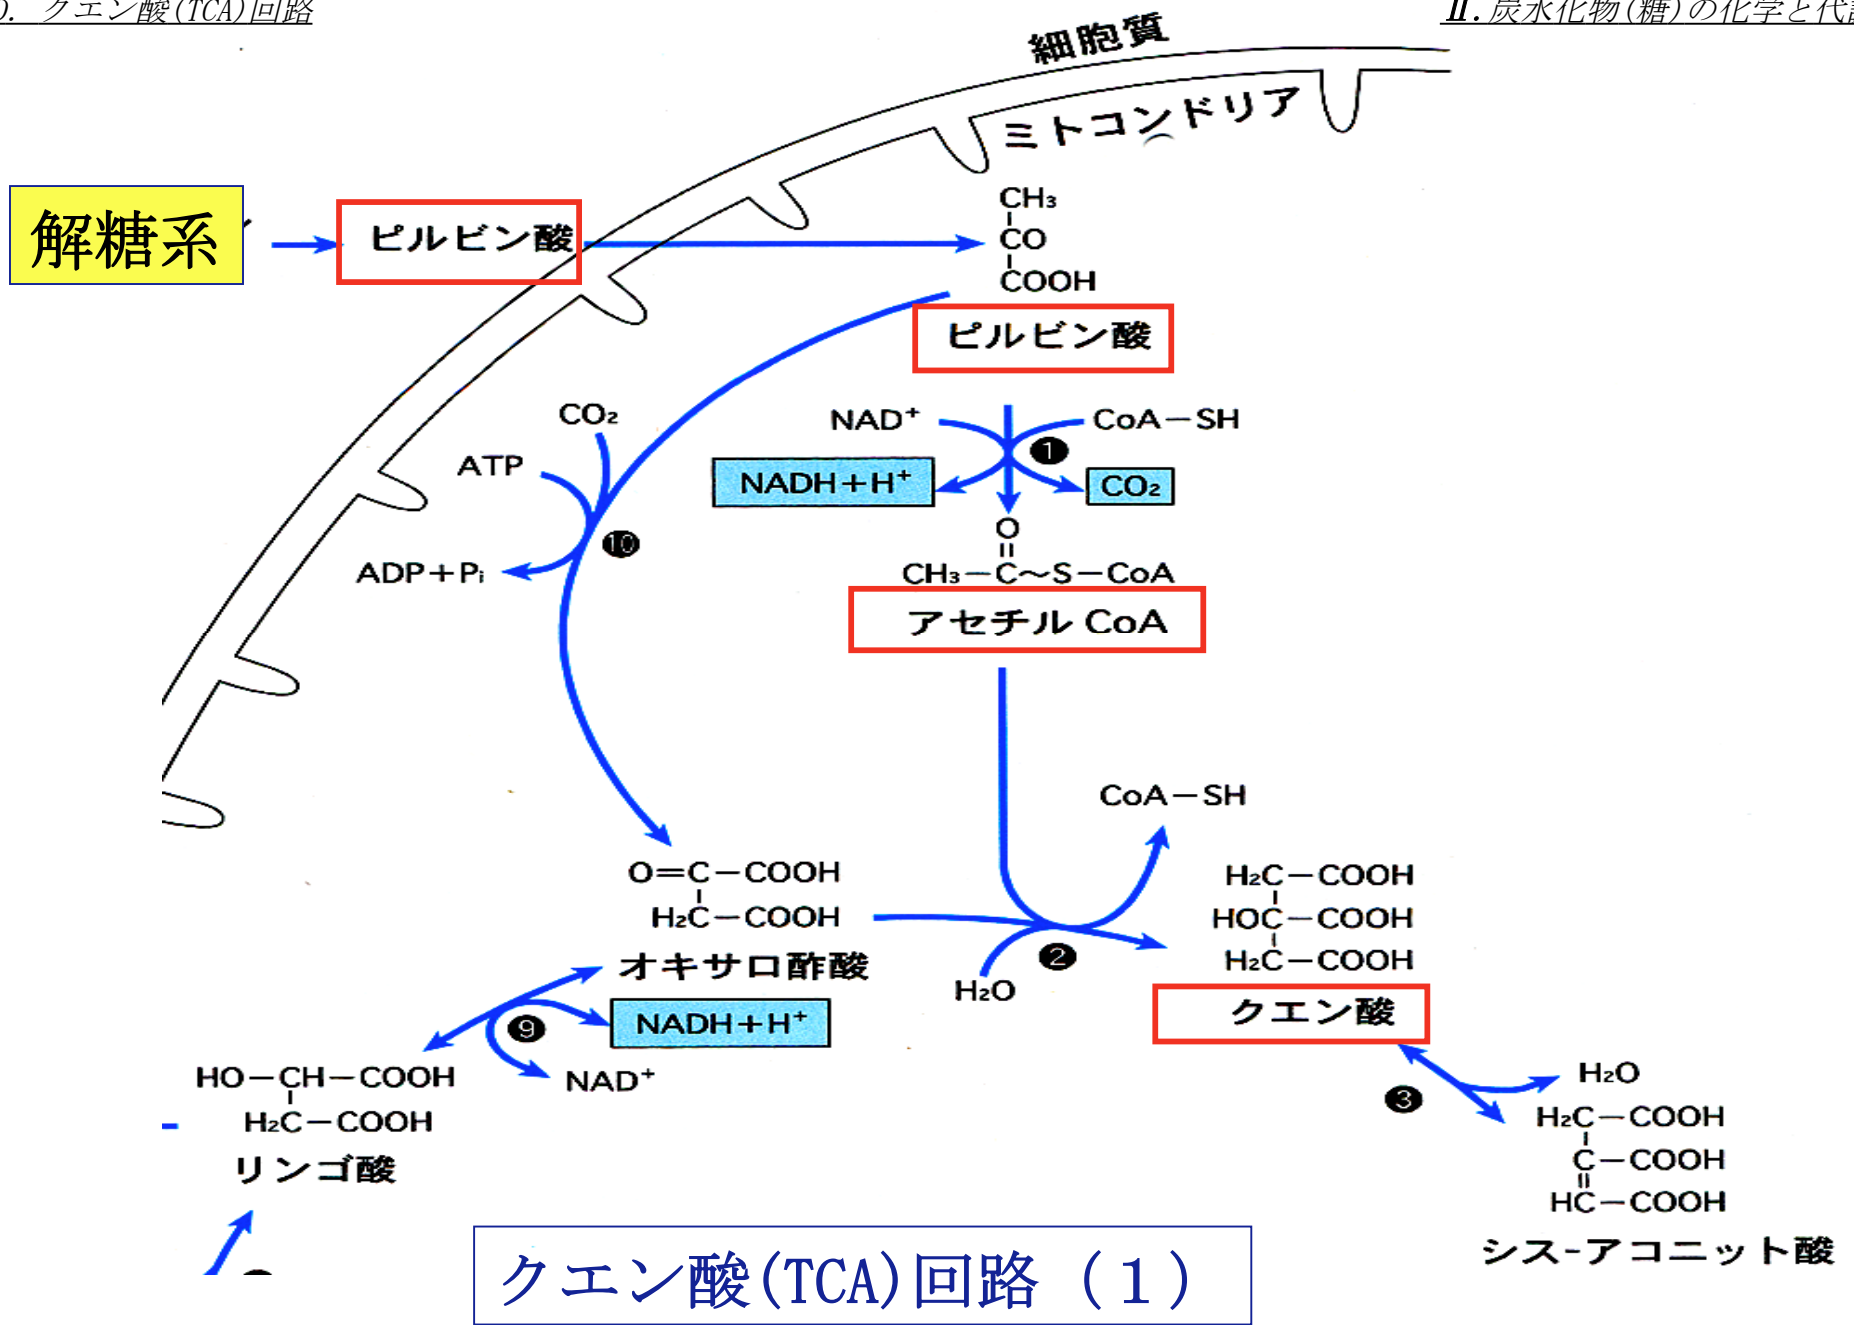 クエン酸(TCA)回路
Ⅱ.炭水化物(糖)の化学と代
細胞質
ミトコンドリア
解糖系
ピルビン酸
CH₃
CO
COOH
ピルビン酸
NAD⁺
CoA−SH
❶
NADH+H⁺
CO₂
CO₂
ATP
❿
ADP+Pᵢ
O
CH₃−C〜S−CoA
アセチル CoA
CoA−SH
O=C−COOH
H₂C−COOH
オキサロ酢酸
H₂O
❷
H₂C−COOH
HOC−COOH
H₂C−COOH
クエン酸
❾
NADH+H⁺
NAD⁺
HO−CH−COOH
H₂C−COOH
リンゴ酸
❸
H₂O
H₂C−COOH
C−COOH
HC−COOH
シス-アコニット酸
クエン酸(TCA)回路（１）